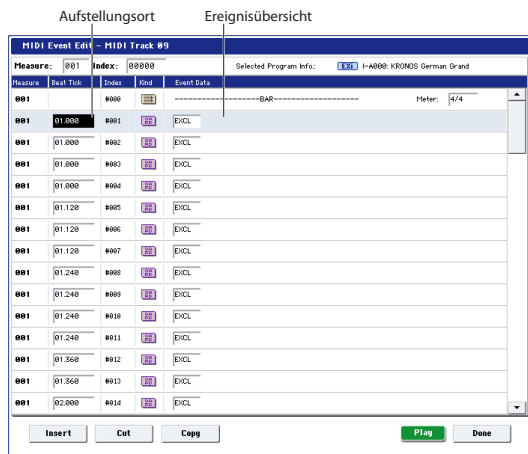 Aufstellungsort Ereignisübersicht
MIDI Event Edit - MIDI Track 09
Measure: 001 Index: 00000 Selected Program Info: EXi I-A000: KRONOS German Grand
Measure Beat Tick Index Kind Event Data
001 #000 --------------------BAR-------------------- Meter: 4/4
001 01.000 #001 EXCL
001 01.000 #002 EXCL
001 01.000 #003 EXCL
001 01.000 #004 EXCL
001 01.120 #005 EXCL
001 01.120 #006 EXCL
001 01.120 #007 EXCL
001 01.240 #008 EXCL
001 01.240 #009 EXCL
001 01.240 #010 EXCL
001 01.240 #011 EXCL
001 01.360 #012 EXCL
001 01.360 #013 EXCL
001 02.000 #014 EXCL
Insert Cut Copy Play Done